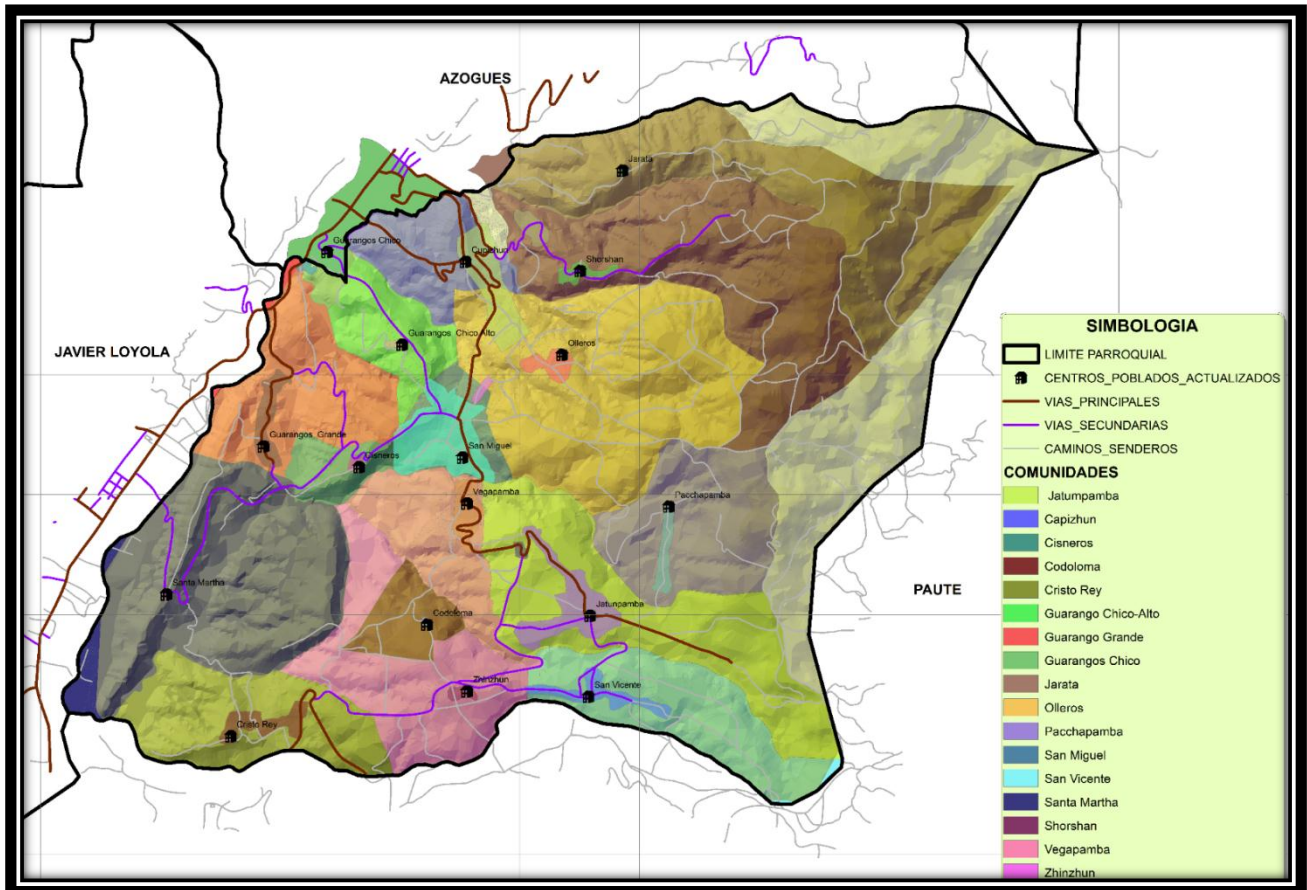 AZOGUES
Jarata
Guarangos Chico
Cupizhun
Shorshan
Guarangos Chico Alto
JAVIER LOYOLA
Olleros
Guarangos Grande
Cisneros
San Miguel
Vegapamba
Pacchapamba
Santa Martha
PAUTE
Codoloma
Jatunpamba
Zhinzhun
San Vicente
Cristo Rey
SIMBOLOGIA
LIMITE PARROQUIAL
CENTROS_POBLADOS_ACTUALIZADOS
VIAS_PRINCIPALES
VIAS_SECUNDARIAS
CAMINOS_SENDEROS
COMUNIDADES
Jatumpamba
Capizhun
Cisneros
Codoloma
Cristo Rey
Guarango Chico-Alto
Guarango Grande
Guarangos Chico
Jarata
Olleros
Pacchapamba
San Miguel
San Vicente
Santa Martha
Shorshan
Vegapamba
Zhinzhun